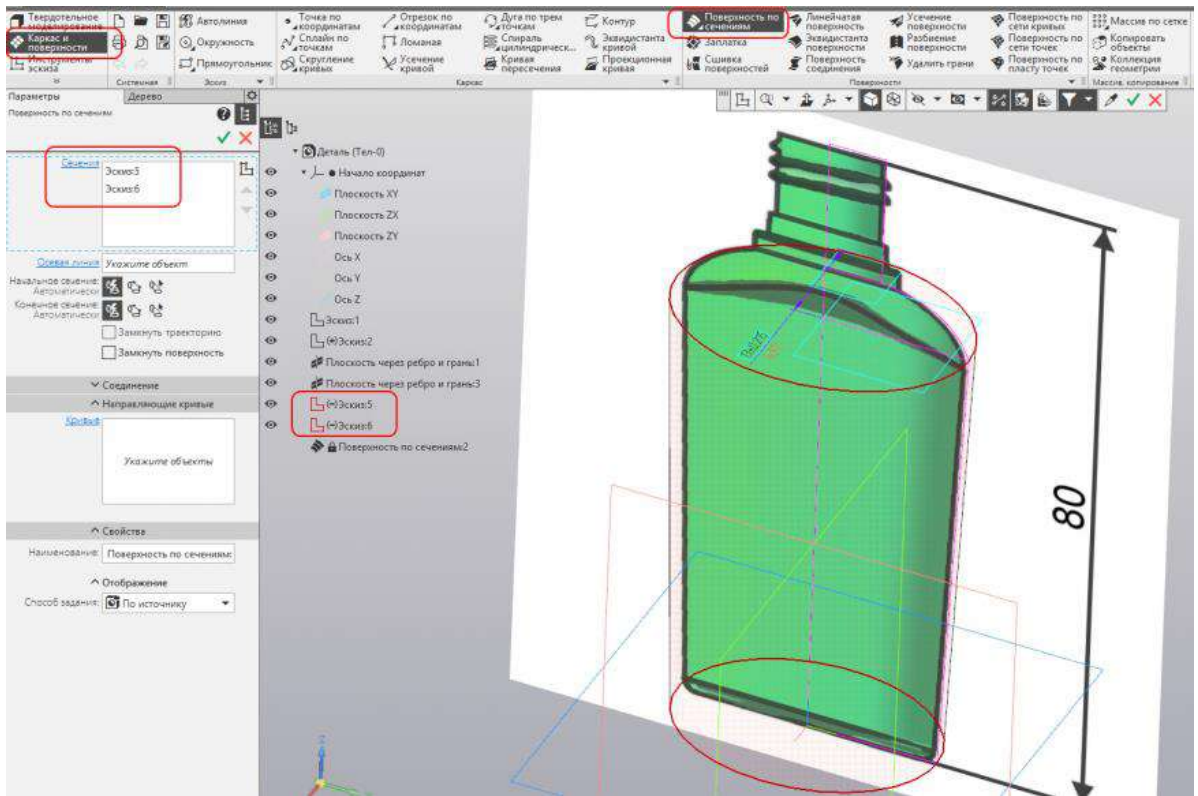 Твердотельное моделирование
Каркас и поверхности
Инструменты эскиза
Автолиния
Окружность
Прямоугольник
Системная
Эскиз
Точка по координатам
Сплайн по точкам
Скругление кривых
Отрезок по координатам
Ломаная
Усечение кривой
Дуга по трем точкам
Спираль цилиндрическ...
Кривая пересечения
Контур
Эквидистанта кривой
Проекционная кривая
Каркас
Поверхность по сечениям
Заплатка
Сшивка поверхностей
Линейчатая поверхность
Эквидистанта поверхности
Поверхность соединения
Усечение поверхности
Разбиение поверхности
Удалить грани
Поверхность по сети кривых
Поверхность по сети точек
Поверхность по пласту точек
Поверхности
Массив по сетке
Копировать объекты
Коллекция геометрии
Массив, копирование
Параметры
Дерево
Поверхность по сечениям
Сечения
Эскиз:5
Эскиз:6
Осевая линия
Укажите объект
Начальное сечение:
Автоматически
Конечное сечение:
Автоматически
Замкнуть траекторию
Замкнуть поверхность
Соединение
Направляющие кривые
Кривые
Укажите объекты
Свойства
Наименование:
Поверхность по сечениям:
Отображение
Способ задания:
По источнику
Деталь (Тел-0)
Начало координат
Плоскость XY
Плоскость ZX
Плоскость ZY
Ось X
Ось Y
Ось Z
Эскиз:1
(+)Эскиз:2
Плоскость через ребро и грань:1
Плоскость через ребро и грань:3
(-)Эскиз:5
(-)Эскиз:6
Поверхность по сечениям:2
80
Z